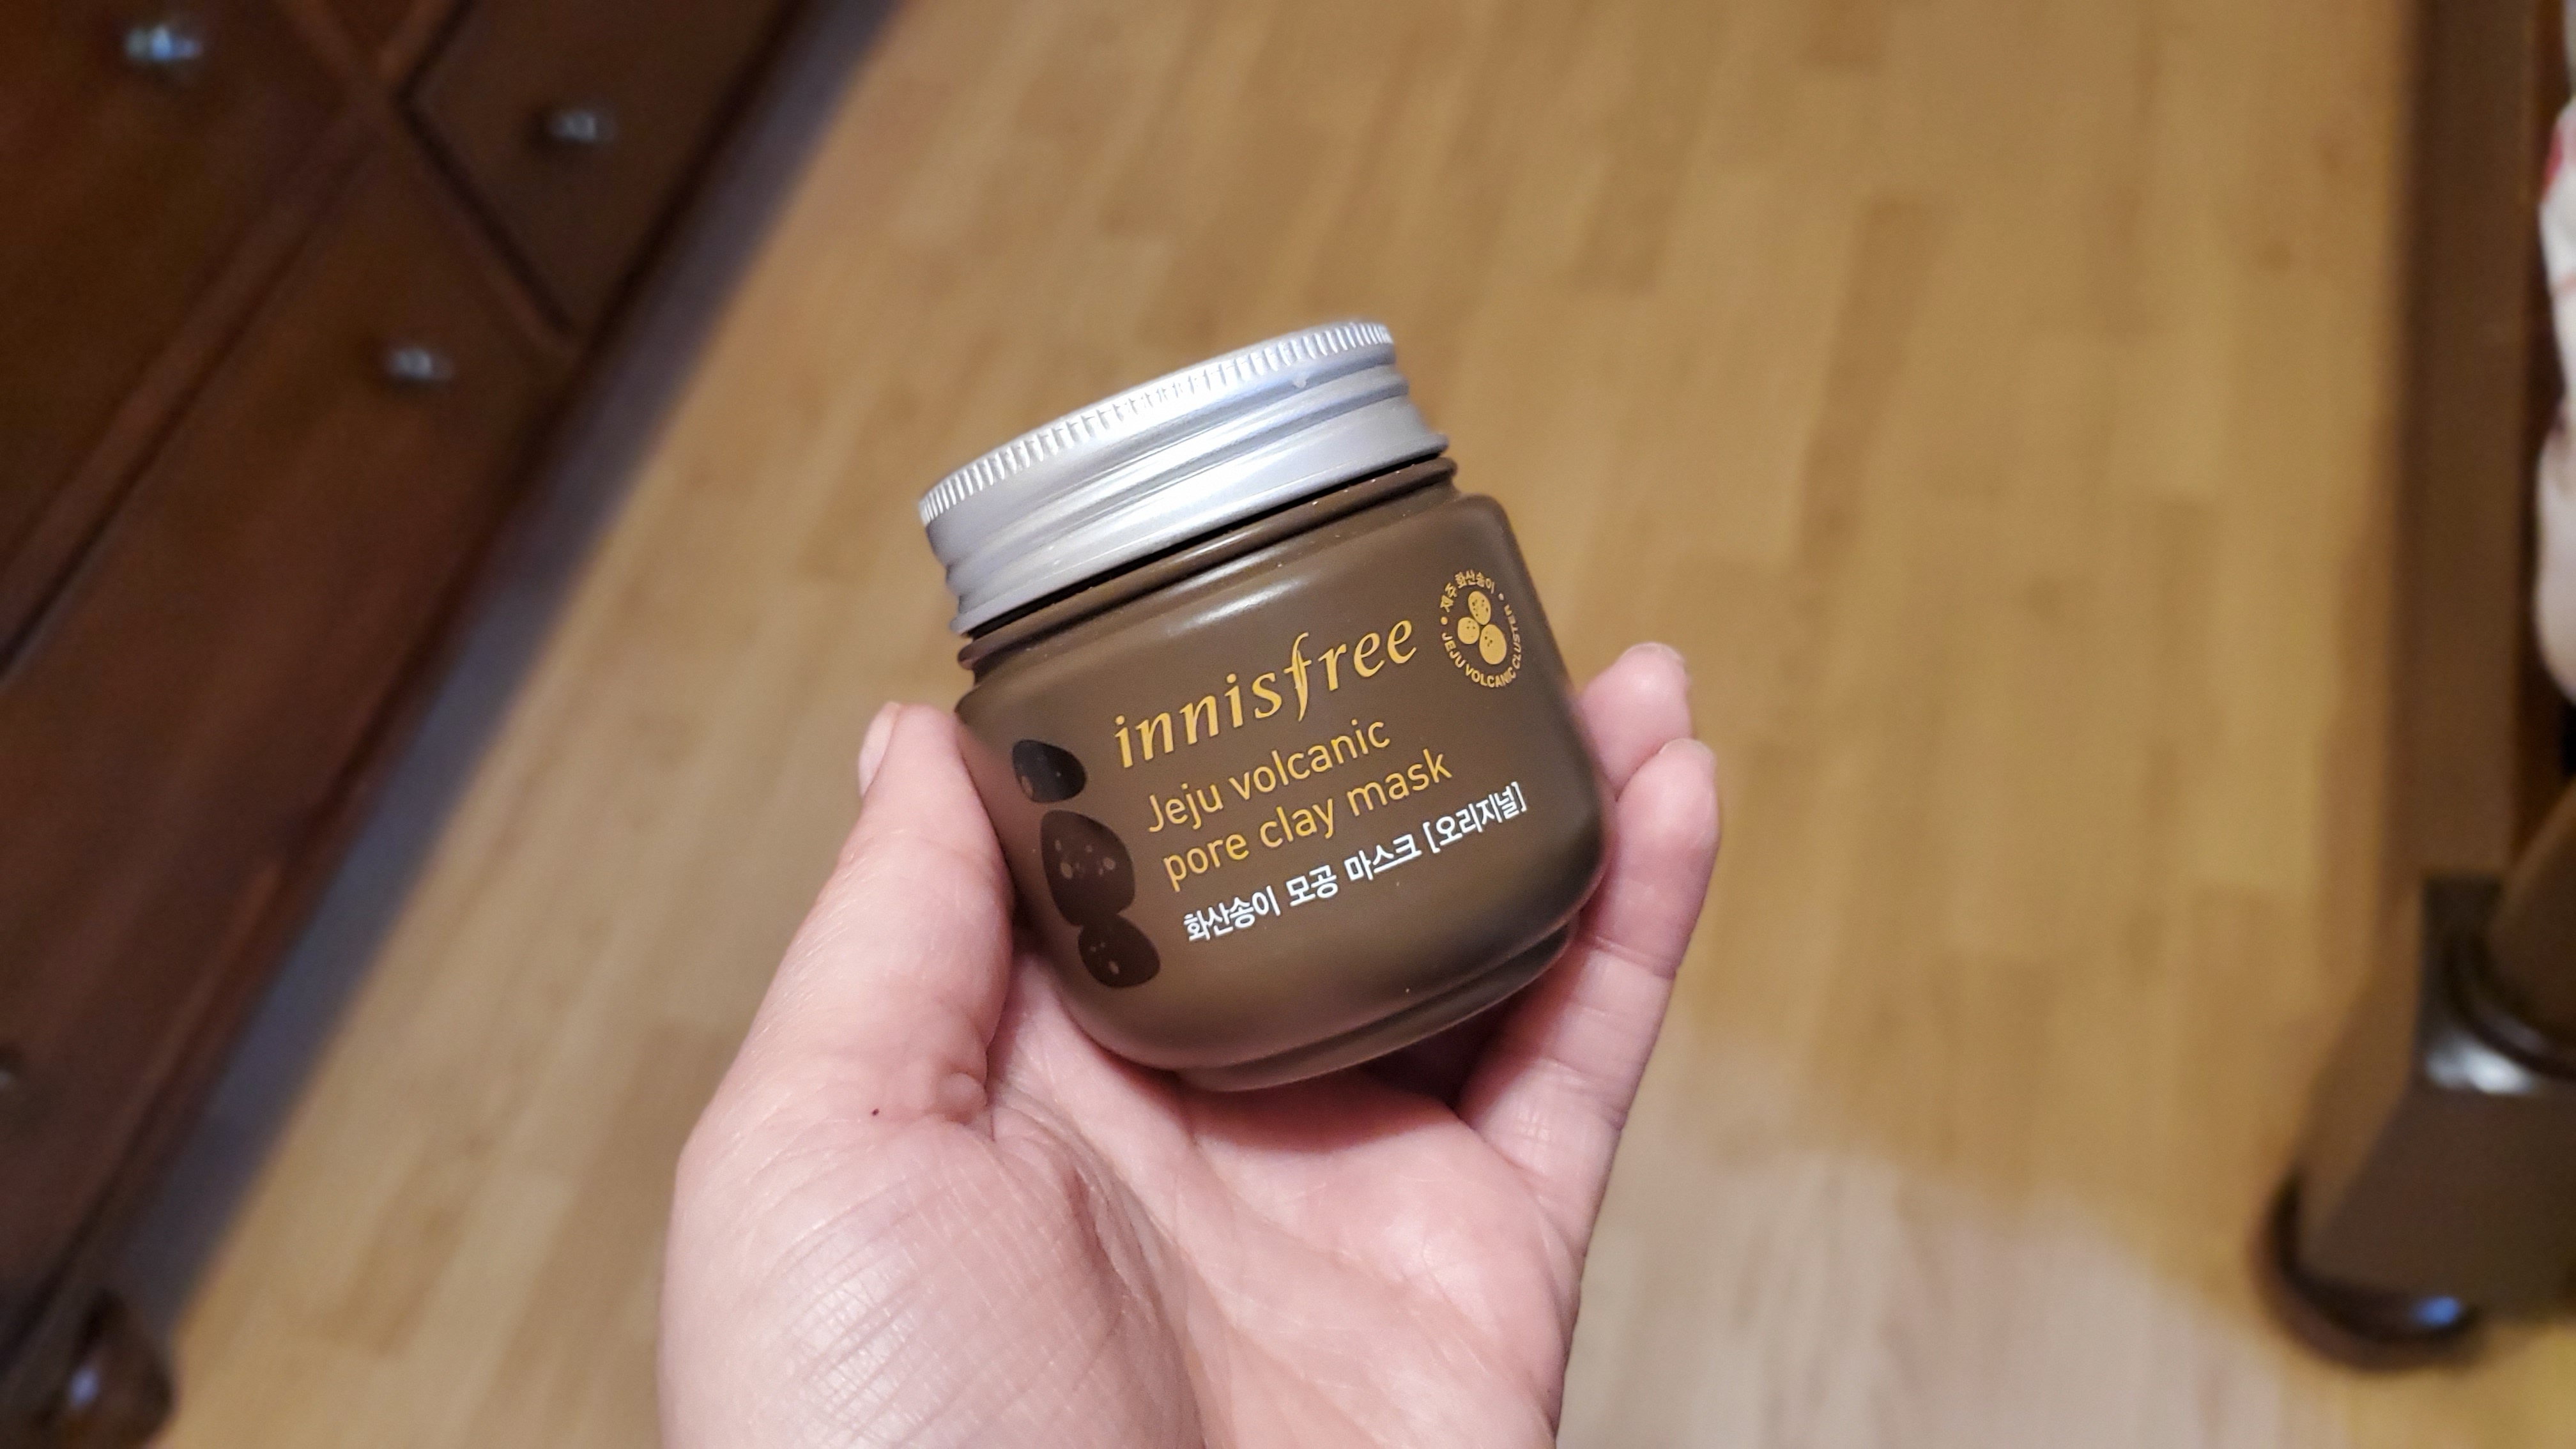 innisfree
Jeju volcanic
pore clay mask
화산송이 모공 마스크 [오리지널]
제주 화산송이
JEJU VOLCANIC CLUSTER